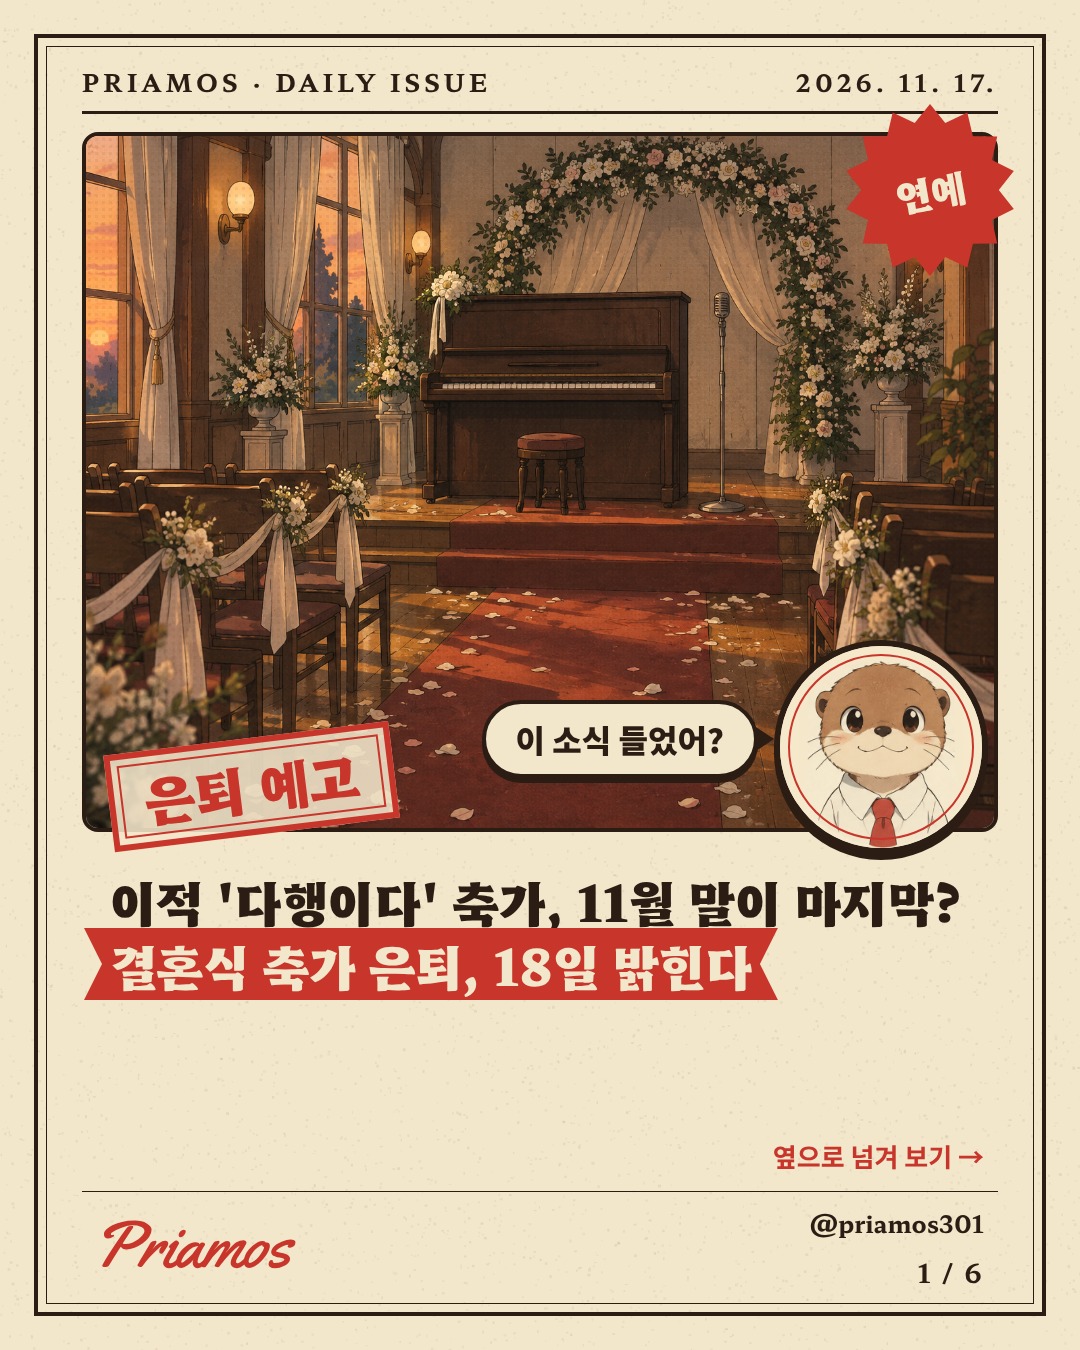 PRIAMOS · DAILY ISSUE
2026. 11. 17.
연예
이 소식 들었어?
은퇴 예고
이적 '다행이다' 축가, 11월 말이 마지막?
결혼식 축가 은퇴, 18일 밝힌다
옆으로 넘겨 보기 →
Priamos
@priamos301
1 / 6